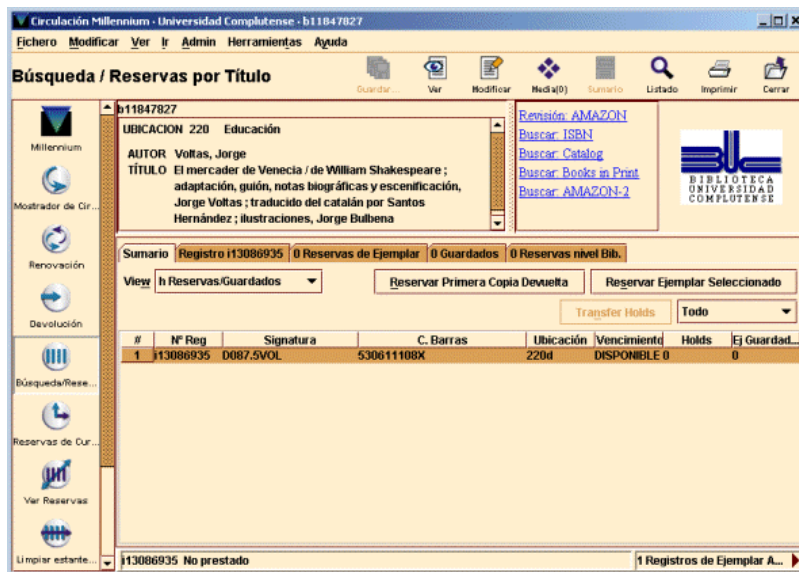 Circulación Millennium · Universidad Complutense · b11847827
Fichero Modificar Ver Ir Admin Herramientas Ayuda
Búsqueda / Reservas por Título
Guardar... Ver Modificar Media(0) Sumario Listado Imprimir Cerrar
Millennium
Mostrador de Cir...
Renovación
Devolución
Búsqueda/Rese...
Reservas de Cur...
Ver Reservas
Limpiar estante...
b11847827
UBICACION 220 Educación
AUTOR Voltas, Jorge
TÍTULO El mercader de Venecia / de William Shakespeare ;
adaptación, guión, notas biográficas y escenificación,
Jorge Voltas ; traducido del catalán por Santos
Hernández ; ilustraciones, Jorge Bulbena
Revisión: AMAZON
Buscar: ISBN
Buscar: Catalog
Buscar: Books in Print
Buscar: AMAZON-2
BIBLIOTECA
UNIVERSIDAD
COMPLUTENSE
Sumario Registro i13086935 0 Reservas de Ejemplar 0 Guardados 0 Reservas nivel Bib.
View h Reservas/Guardados Reservar Primera Copia Devuelta Reservar Ejemplar Seleccionado
Transfer Holds Todo
# Nº Reg Signatura C. Barras Ubicación Vencimiento Holds Ej Guardad...
1 i13086935 D087.5VOL 530611108X 220d DISPONIBLE 0 0
i13086935 No prestado 1 Registros de Ejemplar A...